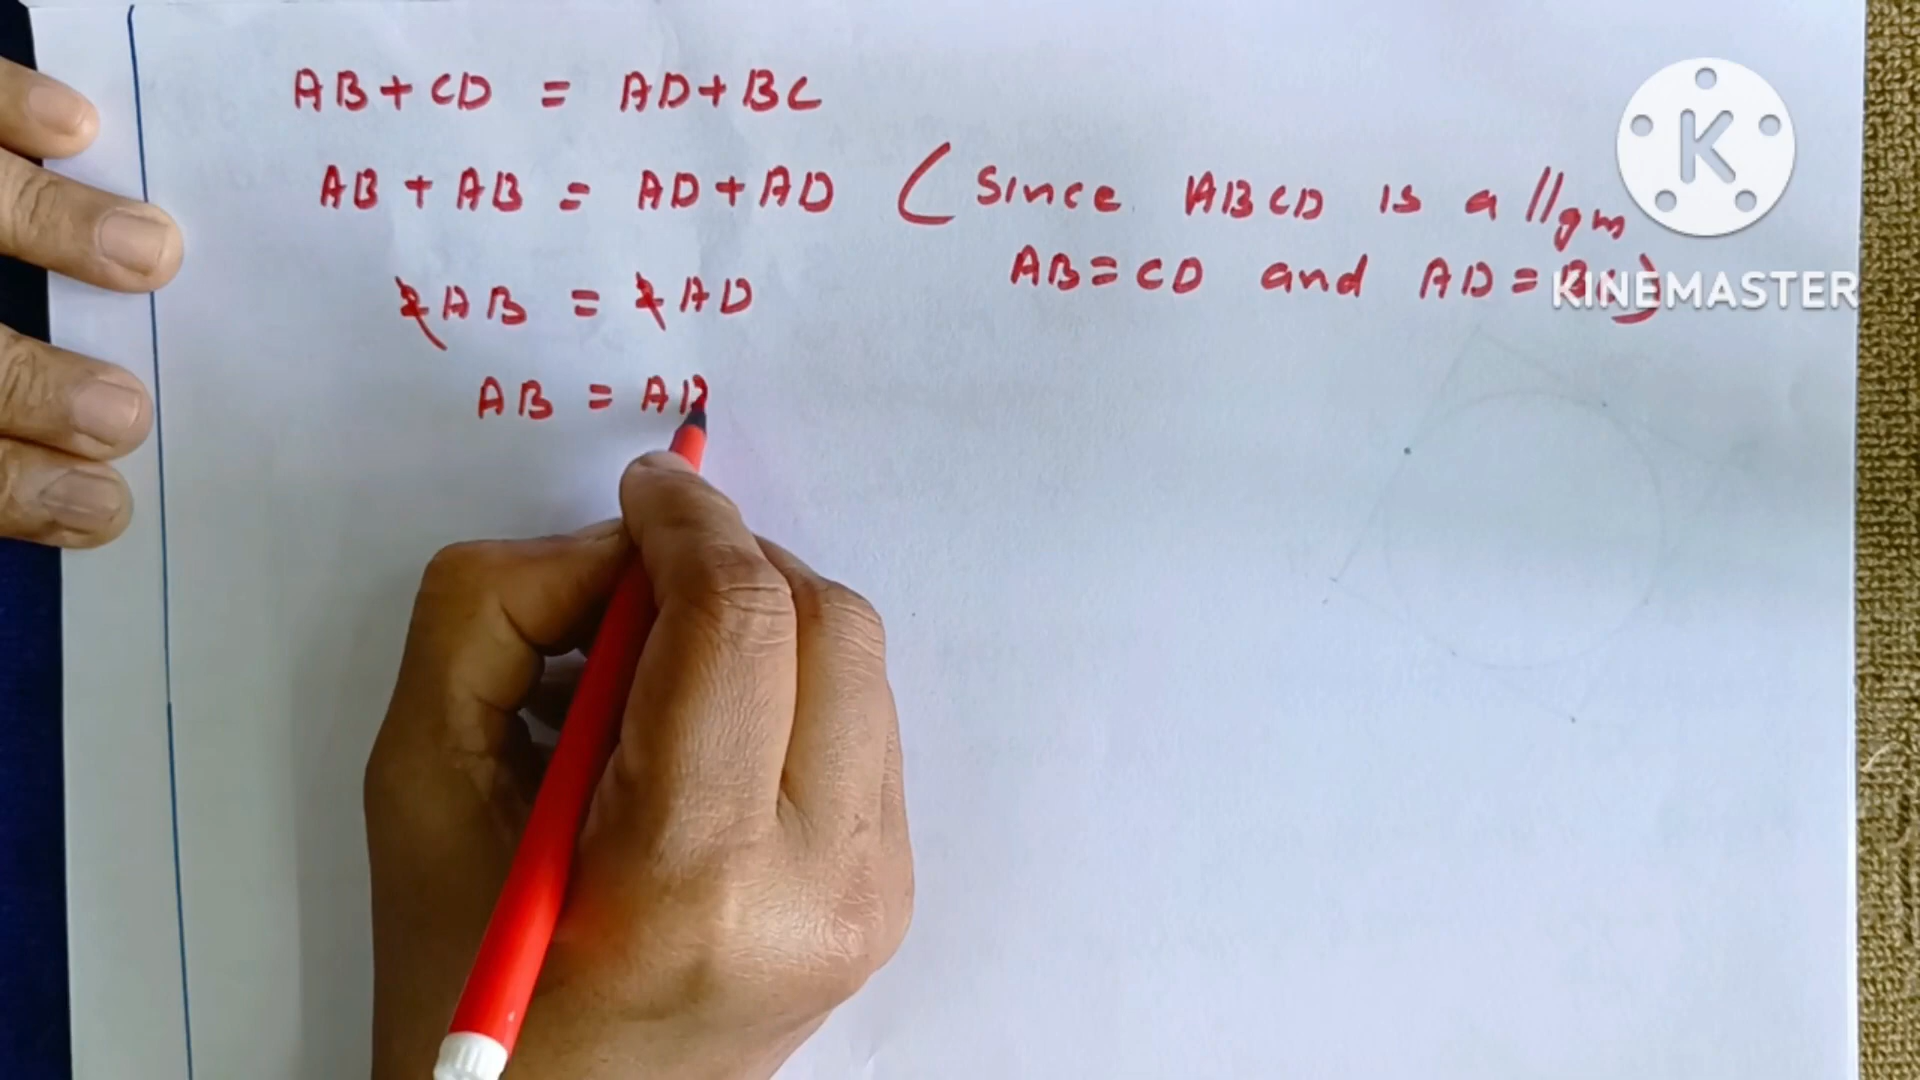 AB + CD = AD + BC
AB + AB = AD + AD ( Since ABCD is a //gm
AB = CD and AD = BC)
2AB = 2AD
AB = AD
K
KINEMASTER